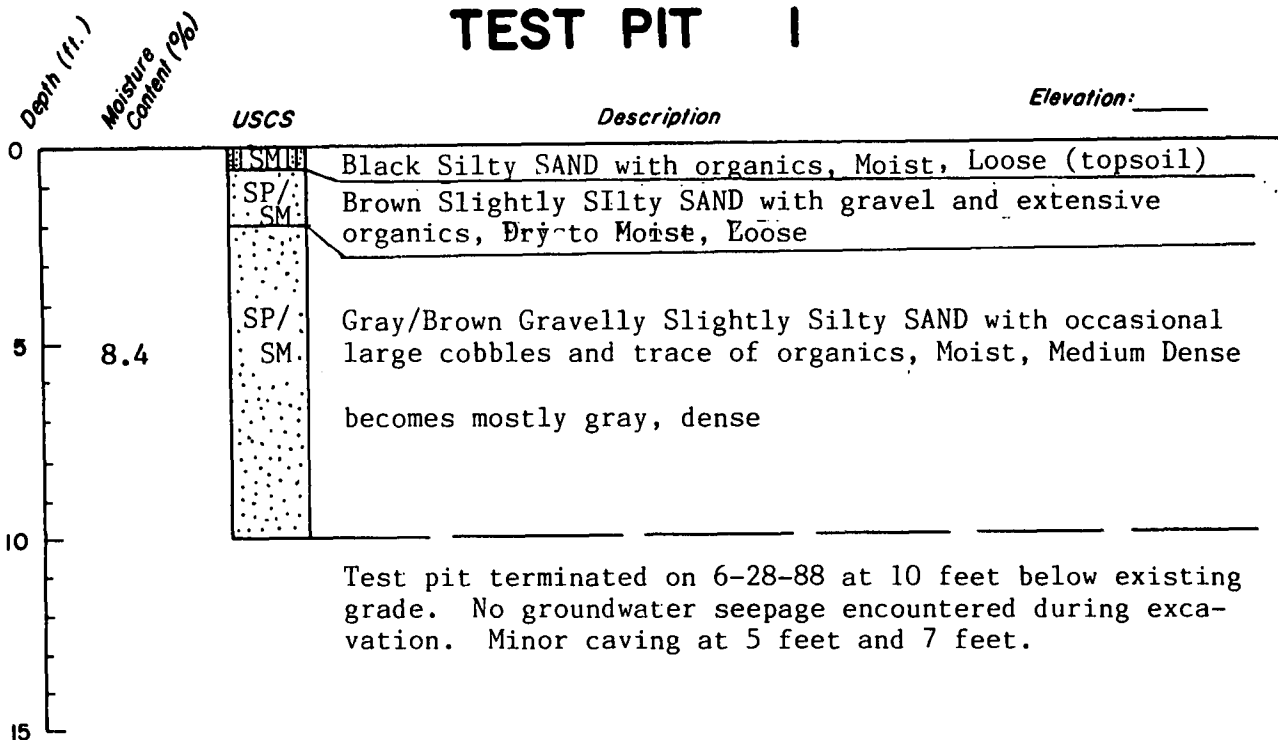 TEST PIT 1
Depth (ft.)
Moisture
Content (%)
USCS
Description
Elevation:
0
SM
Black Silty SAND with organics, Moist, Loose (topsoil)
SP/
SM
Brown Slightly SIlty SAND with gravel and extensive
organics, Dry to Moist, Loose
SP/
SM
Gray/Brown Gravelly Slightly Silty SAND with occasional
large cobbles and trace of organics, Moist, Medium Dense
5
8.4
becomes mostly gray, dense
10
Test pit terminated on 6-28-88 at 10 feet below existing
grade. No groundwater seepage encountered during exca-
vation. Minor caving at 5 feet and 7 feet.
15